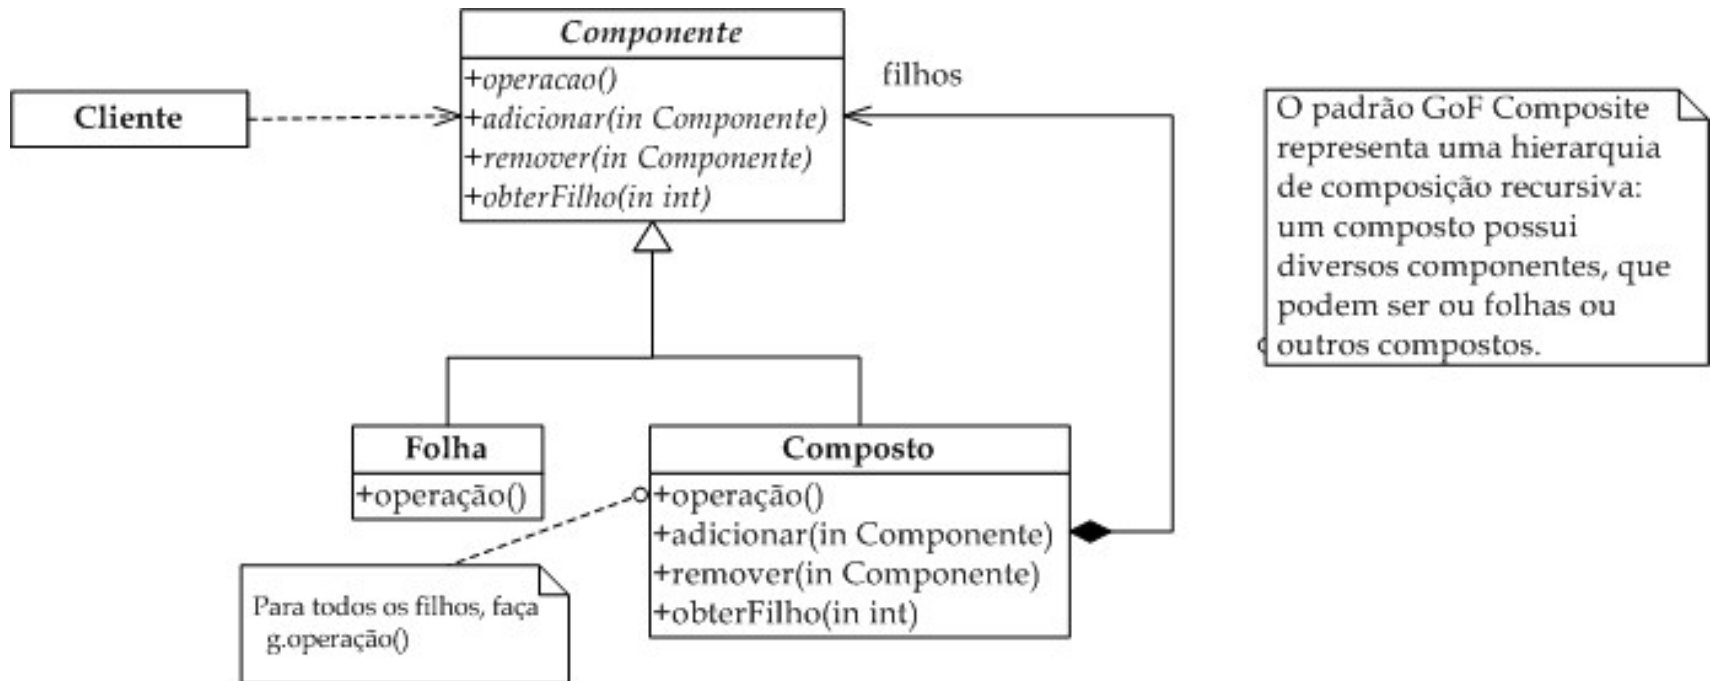 Componente
+operacao()
+adicionar(in Componente)
+remover(in Componente)
+obterFilho(in int)
filhos
Cliente
O padrão GoF Composite
representa uma hierarquia
de composição recursiva:
um composto possui
diversos componentes, que
podem ser ou folhas ou
outros compostos.
Folha
+operação()
Composto
+operação()
+adicionar(in Componente)
+remover(in Componente)
+obterFilho(in int)
Para todos os filhos, faça
g.operação()